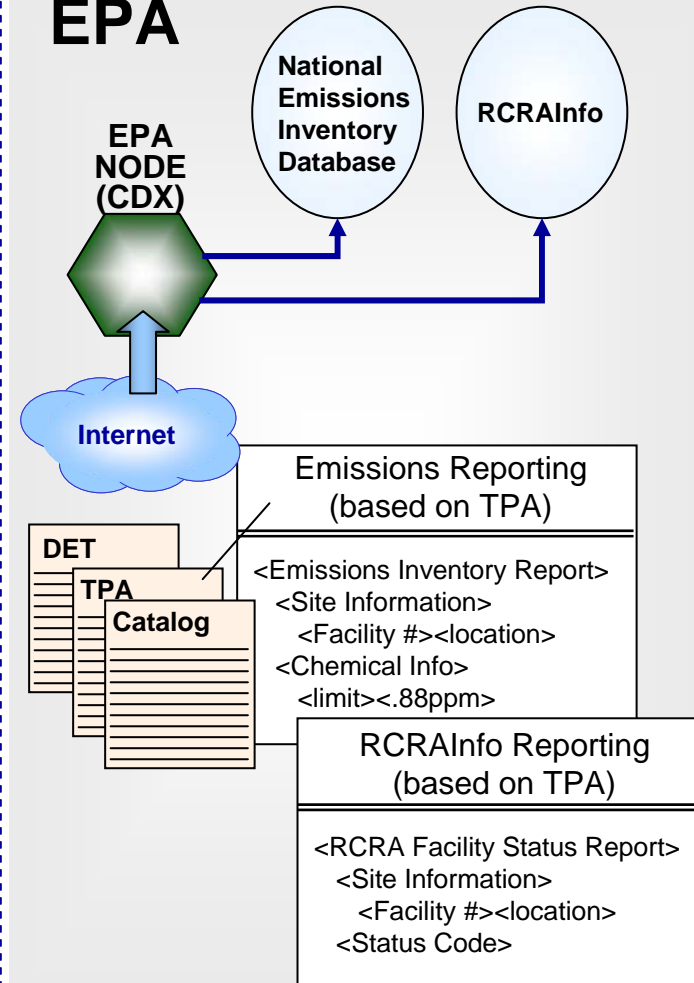 EPA
National
Emissions
Inventory
Database
RCRAInfo
EPA
NODE
(CDX)
Internet
DET
TPA
Catalog
Emissions Reporting
(based on TPA)
<Emissions Inventory Report>
<Site Information>
<Facility #><location>
<Chemical Info>
<limit><.88ppm>
RCRAInfo Reporting
(based on TPA)
<RCRA Facility Status Report>
<Site Information>
<Facility #><location>
<Status Code>